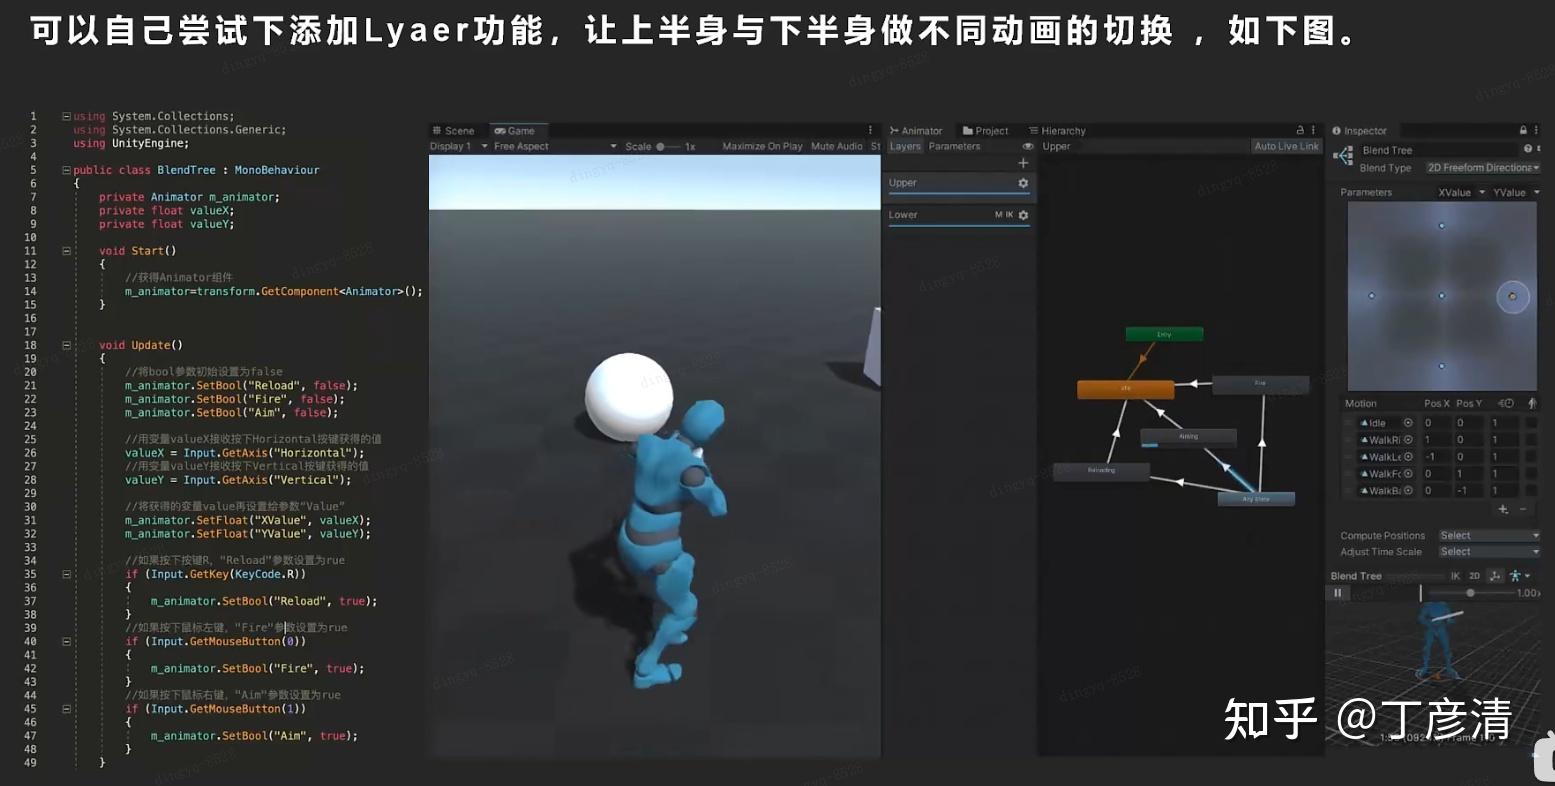 可以自己尝试下添加Lyaer功能，让上半身与下半身做不同动画的切换 ，如下图。
1 using System.Collections;
2 using System.Collections.Generic;
3 using UnityEngine;
4
5 public class BlendTree : MonoBehaviour
6 {
7 private Animator m_animator;
8 private float valueX;
9 private float valueY;
10
11 void Start()
12 {
13 //获得Animator组件
14 m_animator=transform.GetComponent<Animator>();
15 }
16
17
18 void Update()
19 {
20 //将bool参数初始设置为false
21 m_animator.SetBool("Reload", false);
22 m_animator.SetBool("Fire", false);
23 m_animator.SetBool("Aim", false);
24
25 //用变量valueX接收按下Horizontal按键获得的值
26 valueX = Input.GetAxis("Horizontal");
27 //用变量valueY接收按下Vertical按键获得的值
28 valueY = Input.GetAxis("Vertical");
29
30 //将获得的变量value再设置给参数“Value”
31 m_animator.SetFloat("XValue", valueX);
32 m_animator.SetFloat("YValue", valueY);
33
34 //如果按下按键R，"Reload"参数设置为rue
35 if (Input.GetKey(KeyCode.R))
36 {
37 m_animator.SetBool("Reload", true);
38 }
39 //如果按下鼠标左键，"Fire"参数设置为rue
40 if (Input.GetMouseButton(0))
41 {
42 m_animator.SetBool("Fire", true);
43 }
44 //如果按下鼠标右键，"Aim"参数设置为rue
45 if (Input.GetMouseButton(1))
46 {
47 m_animator.SetBool("Aim", true);
48 }
49 }
Scene Game
Display 1 Free Aspect Scale 1x Maximize On Play Mute Audio St
Animator Project Hierarchy
Layers Parameters Upper Auto Live Link
Upper
Lower M IK
Entry
Idle
Fire
Aiming
Reloading
Any State
Inspector
Blend Tree
Blend Type 2D Freeform Directiona
Parameters XValue YValue
Motion Pos X Pos Y
Idle 0 0 1
WalkRi 1 0 1
WalkLe -1 0 1
WalkFo 0 1 1
WalkBa 0 -1 1
Compute Positions Select
Adjust Time Scale Select
Blend Tree IK 2D
1.00x
知乎 @丁彦清
dingyq-8528